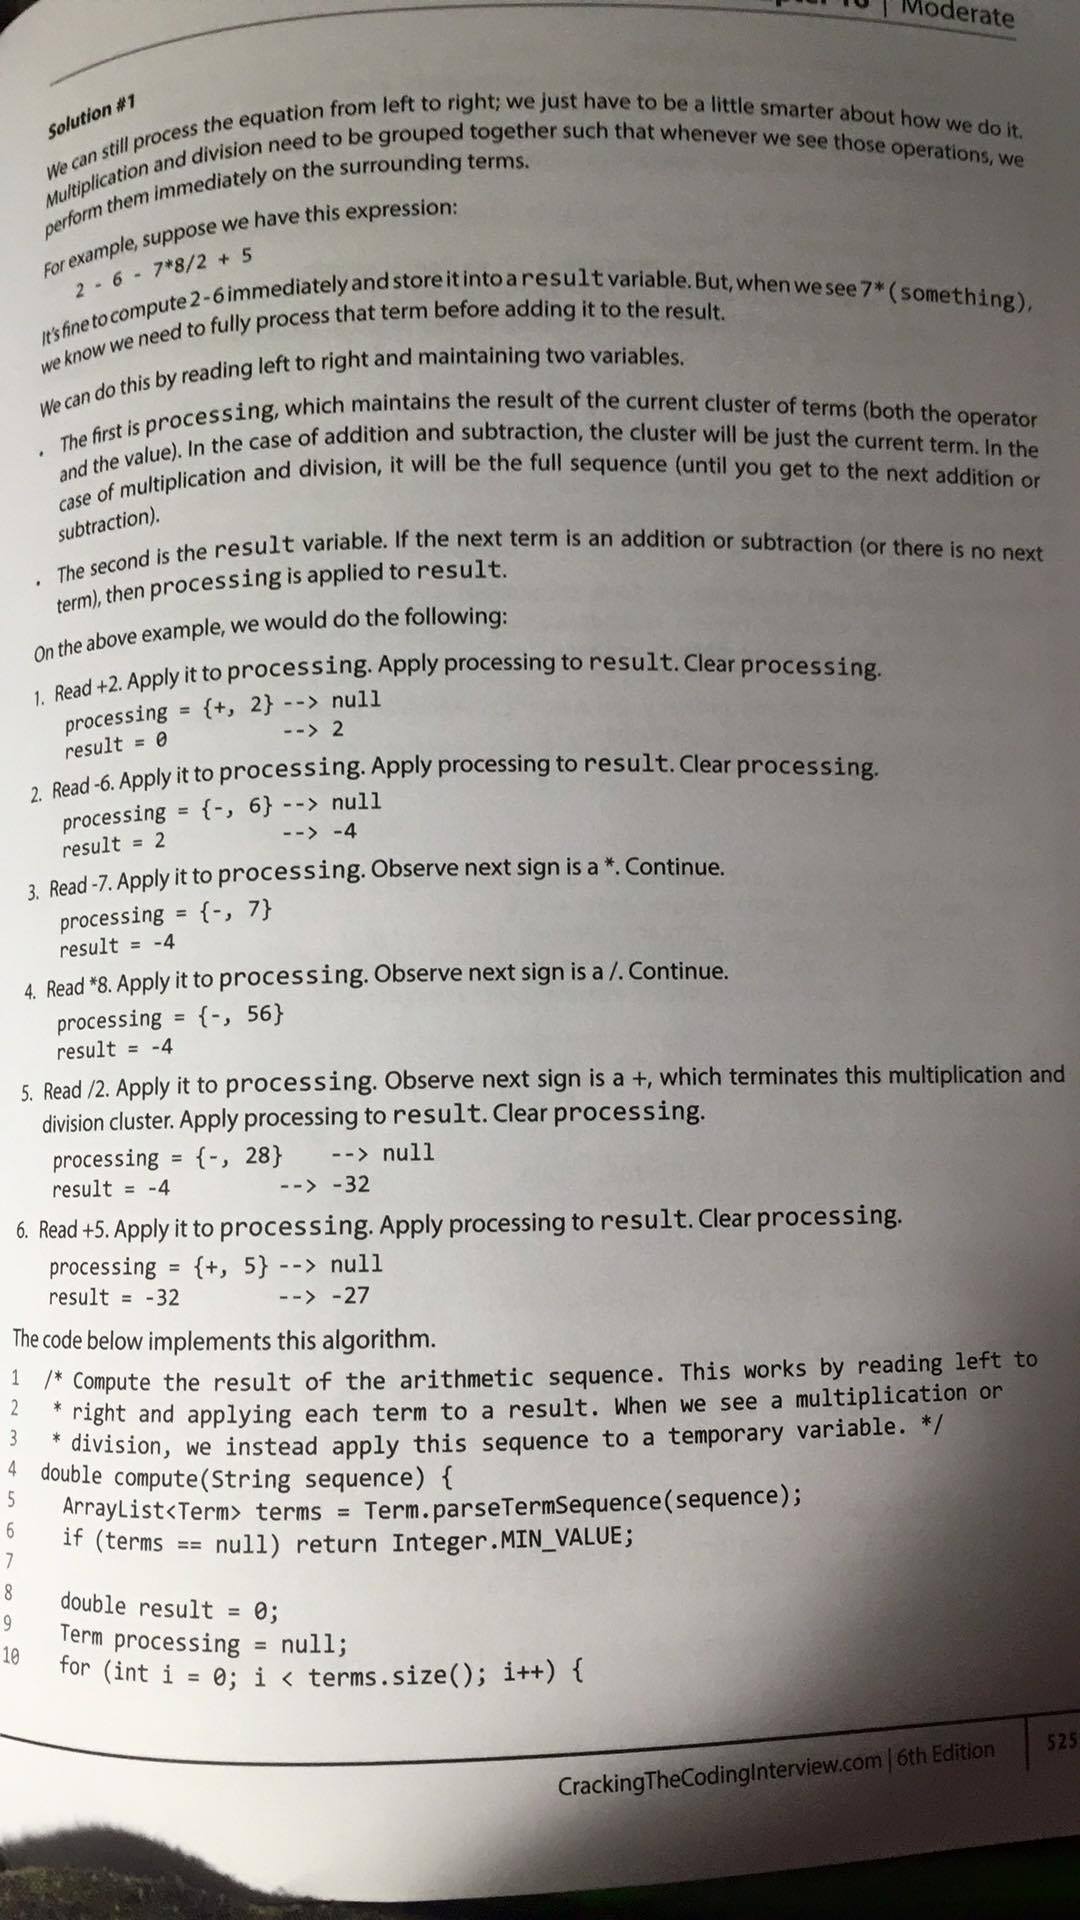 | Moderate
Solution #1
We can still process the equation from left to right; we just have to be a little smarter about how we do it.
Multiplication and division need to be grouped together such that whenever we see those operations, we
perform them immediately on the surrounding terms.
For example, suppose we have this expression:
2 - 6 - 7*8/2 + 5
It's fine to compute 2-6 immediately and store it into a result variable. But, when we see 7*(something),
we know we need to fully process that term before adding it to the result.
We can do this by reading left to right and maintaining two variables.
• The first is processing, which maintains the result of the current cluster of terms (both the operator
and the value). In the case of addition and subtraction, the cluster will be just the current term. In the
case of multiplication and division, it will be the full sequence (until you get to the next addition or
subtraction).
• The second is the result variable. If the next term is an addition or subtraction (or there is no next
term), then processing is applied to result.
On the above example, we would do the following:
1. Read +2. Apply it to processing. Apply processing to result. Clear processing.
processing = {+, 2} --> null
result = 0 --> 2
2. Read -6. Apply it to processing. Apply processing to result. Clear processing.
processing = {-, 6} --> null
result = 2 --> -4
3. Read -7. Apply it to processing. Observe next sign is a *. Continue.
processing = {-, 7}
result = -4
4. Read *8. Apply it to processing. Observe next sign is a /. Continue.
processing = {-, 56}
result = -4
5. Read /2. Apply it to processing. Observe next sign is a +, which terminates this multiplication and
division cluster. Apply processing to result. Clear processing.
processing = {-, 28} --> null
result = -4 --> -32
6. Read +5. Apply it to processing. Apply processing to result. Clear processing.
processing = {+, 5} --> null
result = -32 --> -27
The code below implements this algorithm.
1 /* Compute the result of the arithmetic sequence. This works by reading left to
2 * right and applying each term to a result. When we see a multiplication or
3 * division, we instead apply this sequence to a temporary variable. */
4 double compute(String sequence) {
5 ArrayList<Term> terms = Term.parseTermSequence(sequence);
6 if (terms == null) return Integer.MIN_VALUE;
7
8 double result = 0;
9 Term processing = null;
10 for (int i = 0; i < terms.size(); i++) {
CrackingTheCodingInterview.com | 6th Edition 525